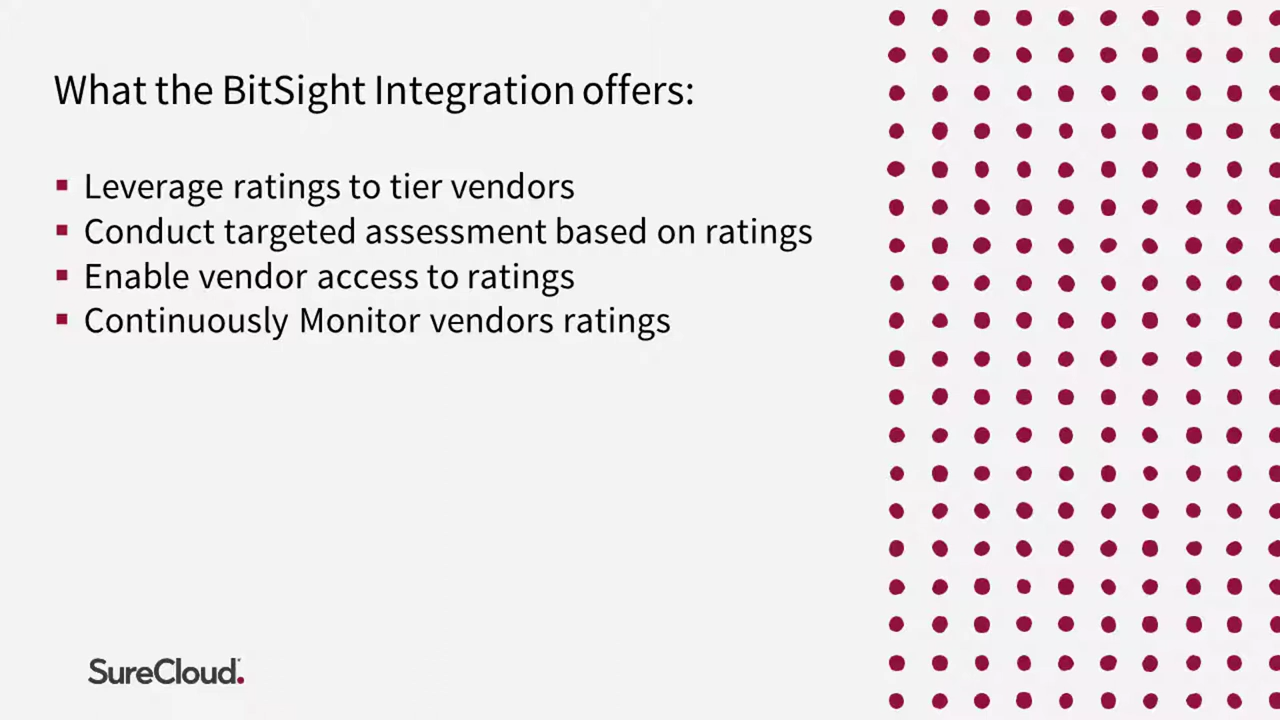 What the BitSight Integration offers:
▪ Leverage ratings to tier vendors
▪ Conduct targeted assessment based on ratings
▪ Enable vendor access to ratings
▪ Continuously Monitor vendors ratings
SureCloud.